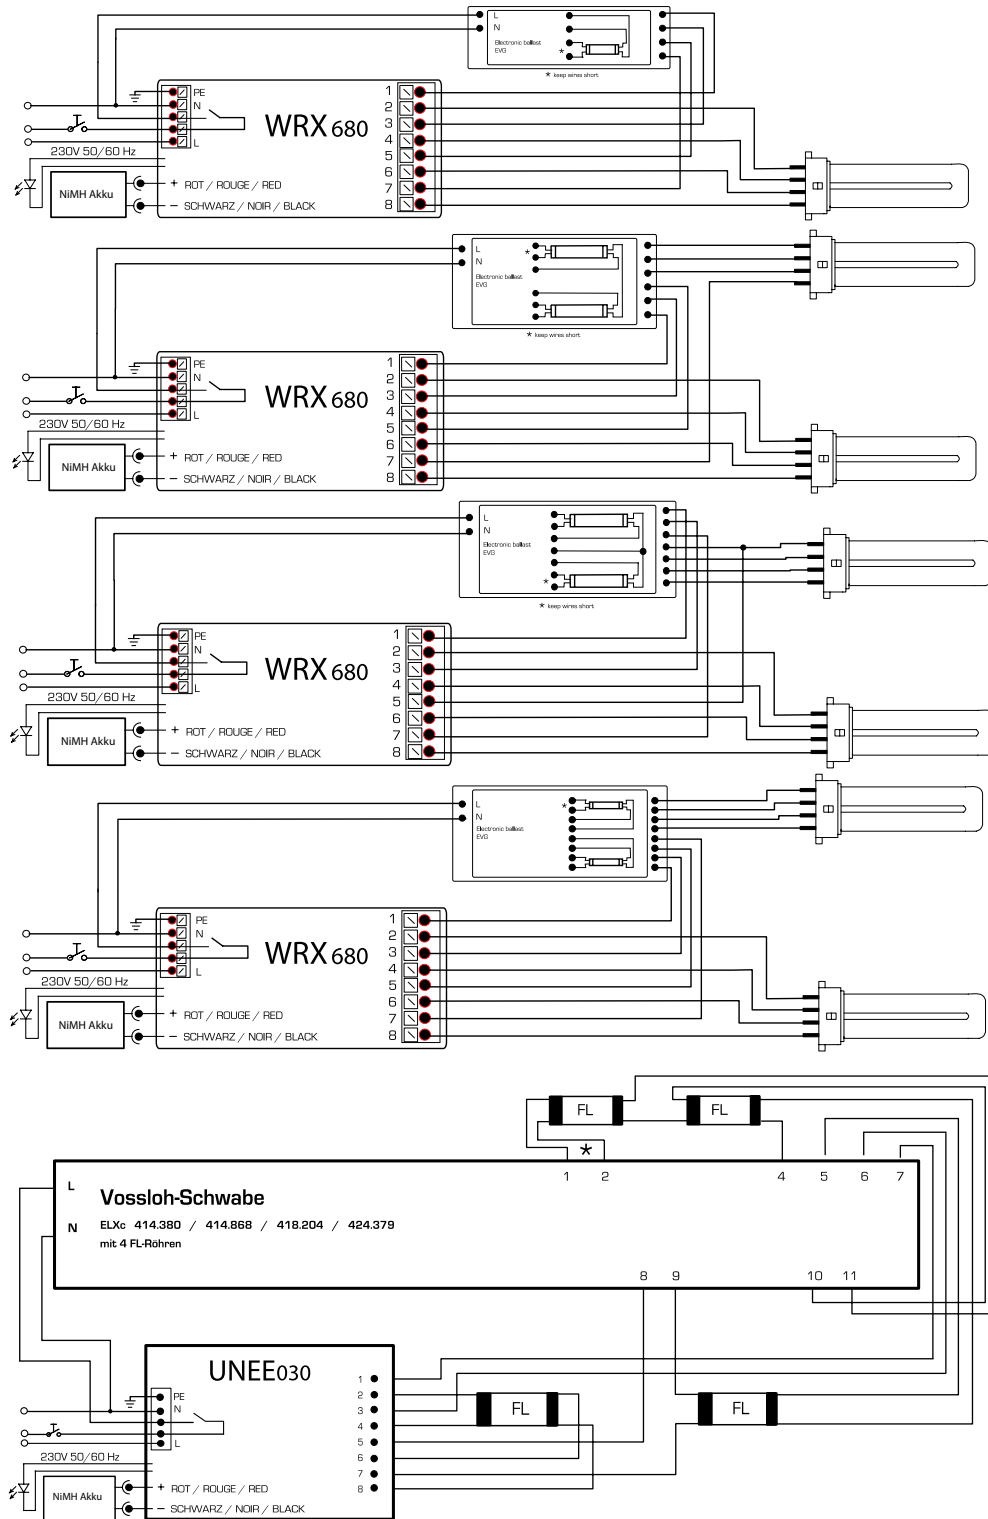 L
N
Electronic ballast
EVG
*
* keep wires short
PE
N
L
WRX680
1
2
3
4
5
6
7
8
230V 50/60 Hz
NiMH Akku
+ ROT / ROUGE / RED
− SCHWARZ / NOIR / BLACK
L
N
Electronic ballast
EVG
*
* keep wires short
PE
N
L
WRX680
1
2
3
4
5
6
7
8
230V 50/60 Hz
NiMH Akku
+ ROT / ROUGE / RED
− SCHWARZ / NOIR / BLACK
L
N
Electronic ballast
EVG
*
* keep wires short
PE
N
L
WRX680
1
2
3
4
5
6
7
8
230V 50/60 Hz
NiMH Akku
+ ROT / ROUGE / RED
− SCHWARZ / NOIR / BLACK
L
N
Electronic ballast
EVG
*
PE
N
L
WRX680
1
2
3
4
5
6
7
8
230V 50/60 Hz
NiMH Akku
+ ROT / ROUGE / RED
− SCHWARZ / NOIR / BLACK
FL
FL
*
1 2 4 5 6 7
L
N
Vossloh-Schwabe
ELXc 414.380 / 414.868 / 418.204 / 424.379
mit 4 FL-Röhren
8 9 10 11
UNEE030
PE
N
L
1
2
3
4
5
6
7
8
FL
FL
230V 50/60 Hz
NiMH Akku
+ ROT / ROUGE / RED
− SCHWARZ / NOIR / BLACK